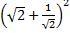 (√2 + 1/√2)²